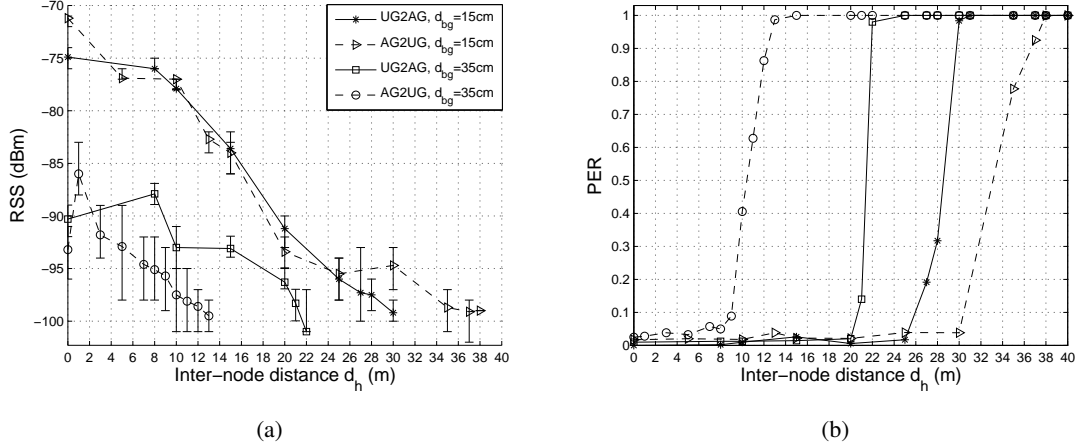 −70
−75
−80
−85
−90
−95
−100
RSS (dBm)
0 2 4 6 8 10 12 14 16 18 20 22 24 26 28 30 32 34 36 38 40
Inter−node distance d_h (m)
UG2AG, d_bg=15cm
AG2UG, d_bg=15cm
UG2AG, d_bg=35cm
AG2UG, d_bg=35cm
(a)
1
0.9
0.8
0.7
0.6
0.5
0.4
0.3
0.2
0.1
0
PER
0 2 4 6 8 10 12 14 16 18 20 22 24 26 28 30 32 34 36 38 40
Inter−node distance d_h (m)
(b)